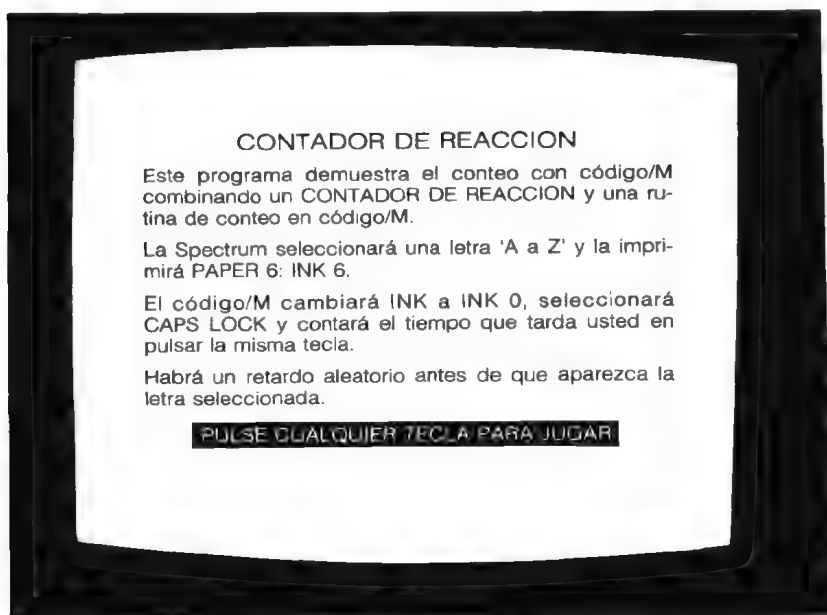 CONTADOR DE REACCION
Este programa demuestra el conteo con código/M
combinando un CONTADOR DE REACCION y una ru-
tina de conteo en código/M.
La Spectrum seleccionará una letra 'A a Z' y la impri-
mirá PAPER 6: INK 6.
El código/M cambiará INK a INK 0, seleccionará
CAPS LOCK y contará el tiempo que tarda usted en
pulsar la misma tecla.
Habrá un retardo aleatorio antes de que aparezca la
letra seleccionada.
PULSE CUALQUIER TECLA PARA JUGAR